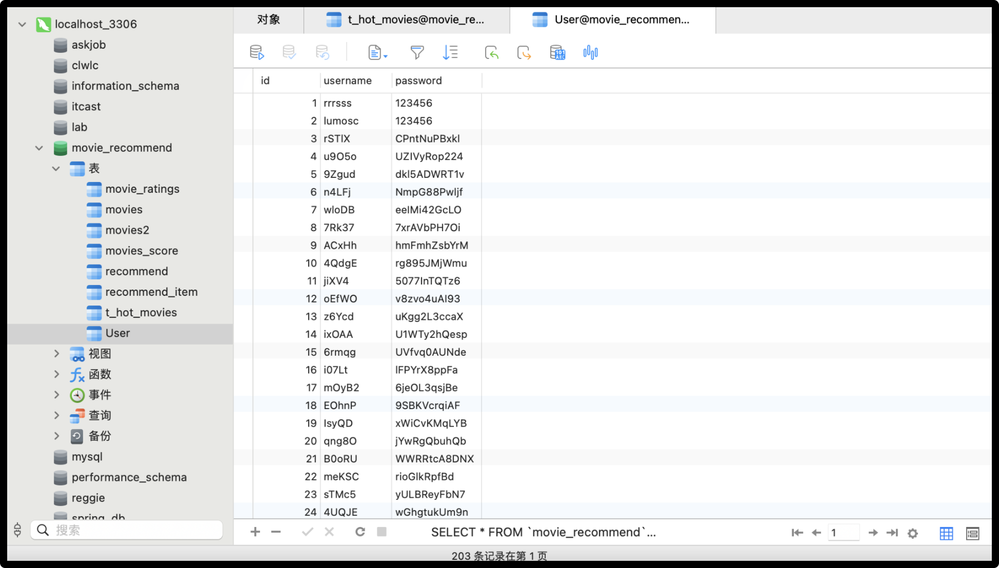 localhost_3306
askjob
clwlc
information_schema
itcast
lab
movie_recommend
表
movie_ratings
movies
movies2
movies_score
recommend
recommend_item
t_hot_movies
User
视图
函数
事件
查询
备份
mysql
performance_schema
reggie
spring_db
搜索
对象 t_hot_movies@movie_re... User@movie_recommen...
id username password
1 rrrsss 123456
2 lumosc 123456
3 rSTlX CPntNuPBxkl
4 u9O5o UZIVyRop224
5 9Zgud dkl5ADWRT1v
6 n4LFj NmpG88Pwljf
7 wloDB eeIMi42GcLO
8 7Rk37 7xrAVbPH7Oi
9 ACxHh hmFmhZsbYrM
10 4QdgE rg895JMjWmu
11 jiXV4 5077InTQTz6
12 oEfWO v8zvo4uAI93
13 z6Ycd uKgg2L3ccaX
14 ixOAA U1WTy2hQesp
15 6rmqg UVfvq0AUNde
16 i07Lt lFPYrX8ppFa
17 mOyB2 6jeOL3qsjBe
18 EOhnP 9SBKVcrqiAF
19 IsyQD xWiCvKMqLYB
20 qng8O jYwRgQbuhQb
21 B0oRU WWRRtcA8DNX
22 meKSC rioGlkRpfBd
23 sTMc5 yULBReyFbN7
24 4UQJE wGhgtukUm9n
SELECT * FROM `movie_recommend`... 1
203 条记录在第 1 页